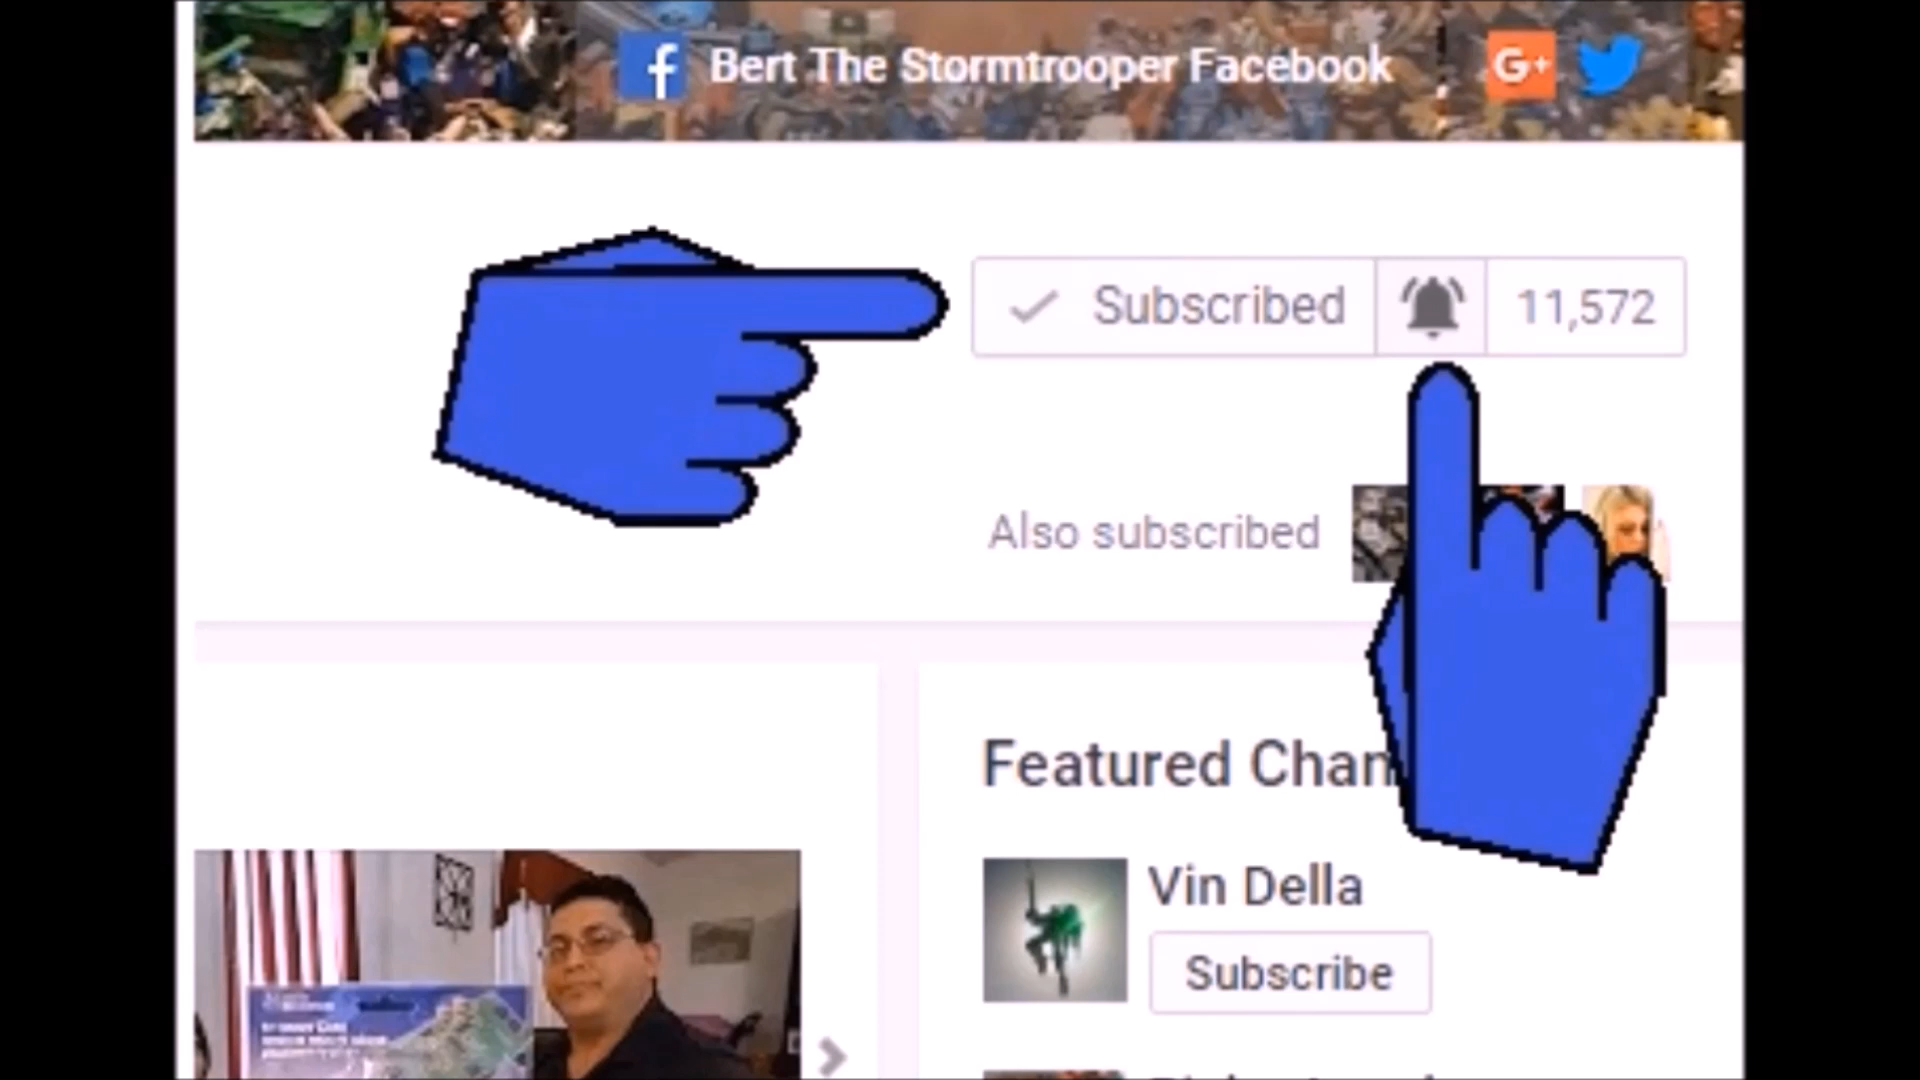 Bert The Stormtrooper Facebook
G+
Subscribed
11,572
Also subscribed
Featured Chan
Vin Della
Subscribe